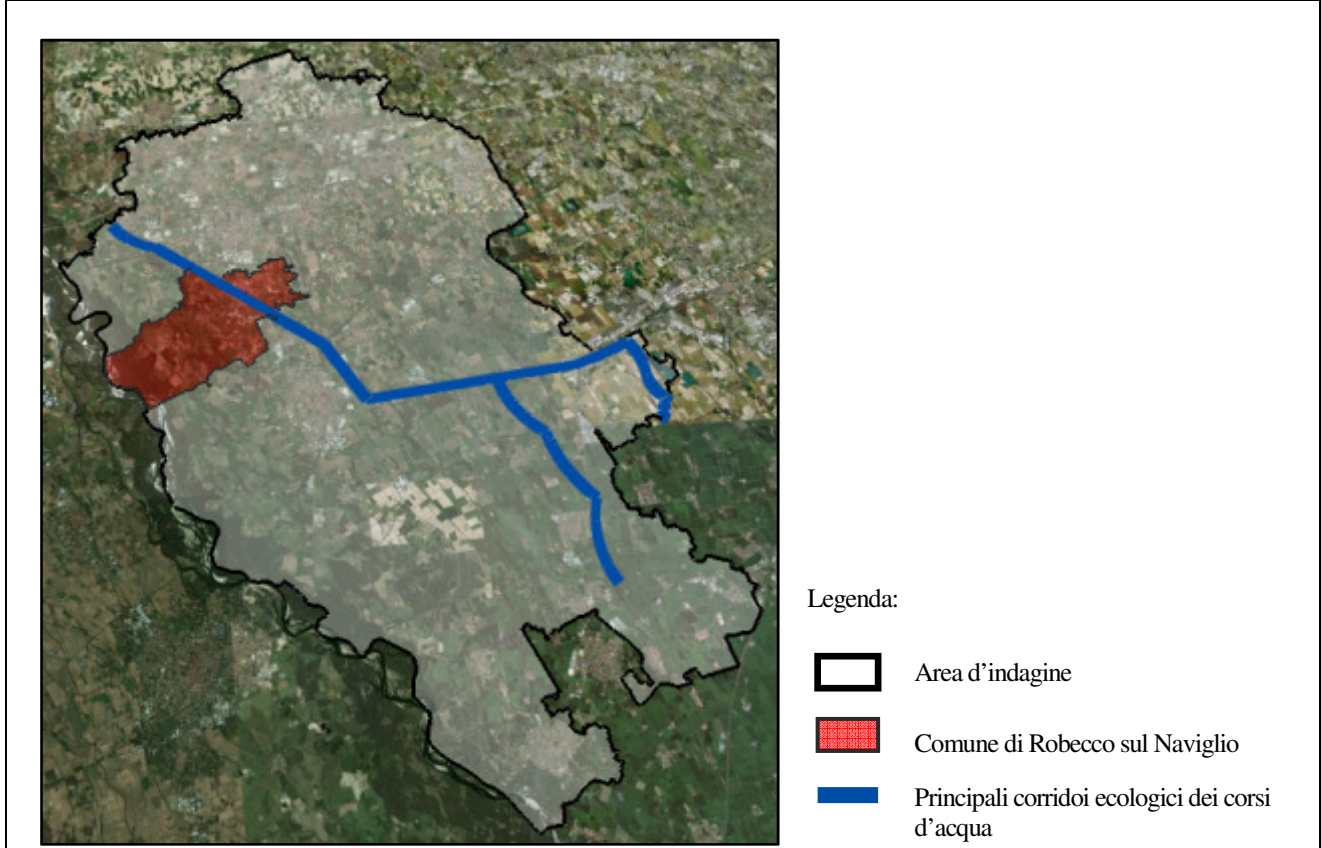 Legenda:
Area d'indagine
Comune di Robecco sul Naviglio
Principali corridoi ecologici dei corsi
d'acqua